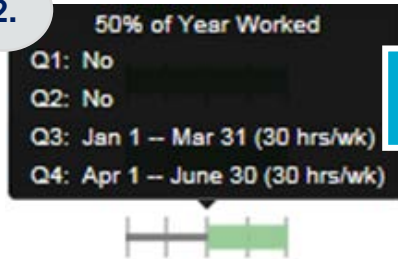 2.
50% of Year Worked
Q1: No
Q2: No
Q3: Jan 1 -- Mar 31 (30 hrs/wk)
Q4: Apr 1 -- June 30 (30 hrs/wk)